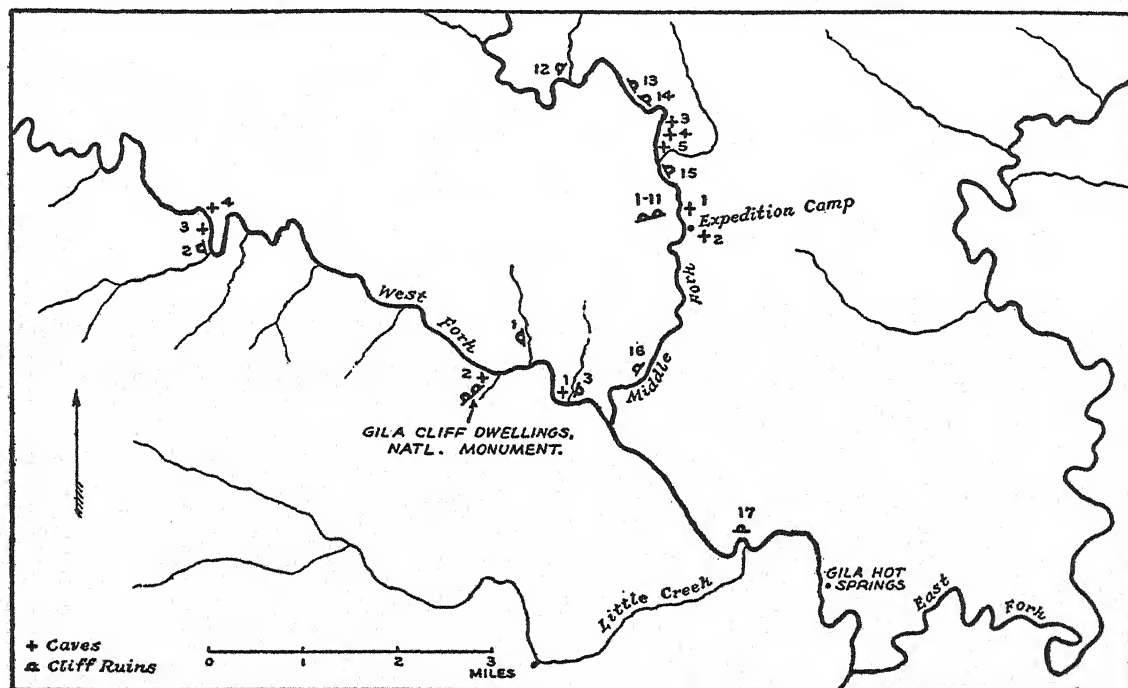 12
13
14
3
4
5
15
1-11
1
Expedition Camp
2
4
3
2
West
Fork
Fork
Middle
16
1
2
1
3
GILA CLIFF DWELLINGS,
NATL. MONUMENT.
17
GILA HOT
SPRINGS
Little Creek
East
Fork
Caves
Cliff Ruins
0 1 2 3
MILES